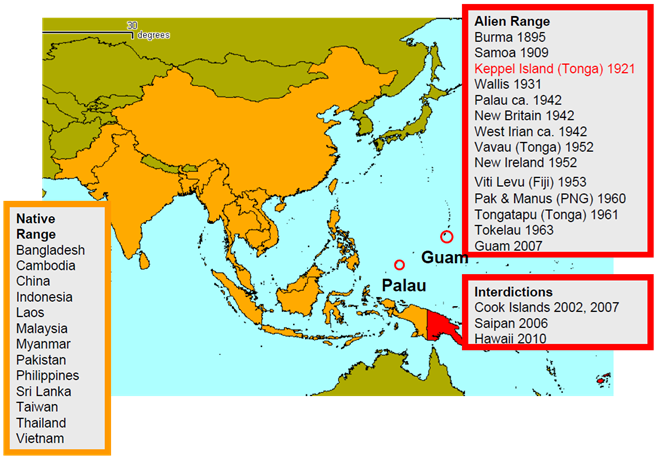 30
degrees
Alien Range
Burma 1895
Samoa 1909
Keppel Island (Tonga) 1921
Wallis 1931
Palau ca. 1942
New Britain 1942
West Irian ca. 1942
Vavau (Tonga) 1952
New Ireland 1952
Viti Levu (Fiji) 1953
Pak & Manus (PNG) 1960
Tongatapu (Tonga) 1961
Tokelau 1963
Guam 2007
Native
Range
Bangladesh
Cambodia
China
Indonesia
Laos
Malaysia
Myanmar
Pakistan
Philippines
Sri Lanka
Taiwan
Thailand
Vietnam
Guam
Palau
Interdictions
Cook Islands 2002, 2007
Saipan 2006
Hawaii 2010